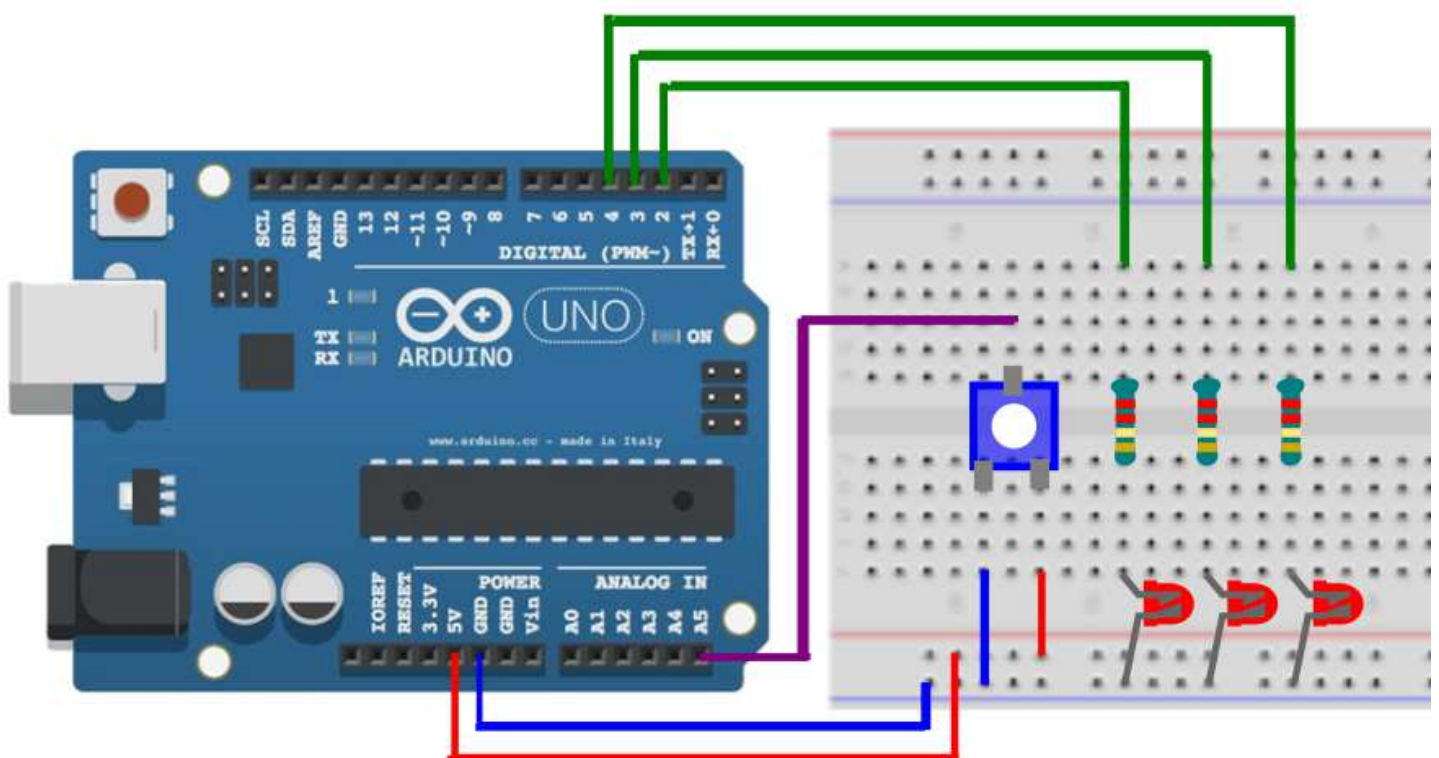 SCL
SDA
AREF
GND
13
12
~11
~10
~9
8
7
6
5
4
3
2
TX→1
RX←0
DIGITAL (PWM~)
1
TX
RX
UNO
ON
ARDUINO
www.arduino.cc - made in Italy
POWER
ANALOG IN
IOREF
RESET
3.3V
5V
GND
GND
Vin
A0
A1
A2
A3
A4
A5